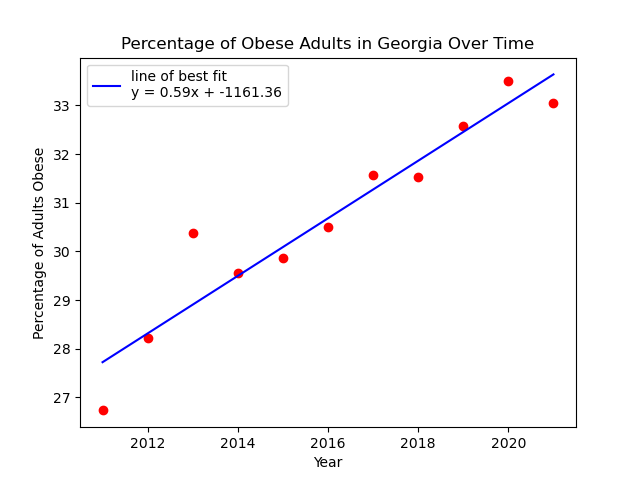 Percentage of Obese Adults in Georgia Over Time
line of best fit
y = 0.59x + -1161.36
Percentage of Adults Obese
33
32
31
30
29
28
27
2012 2014 2016 2018 2020
Year